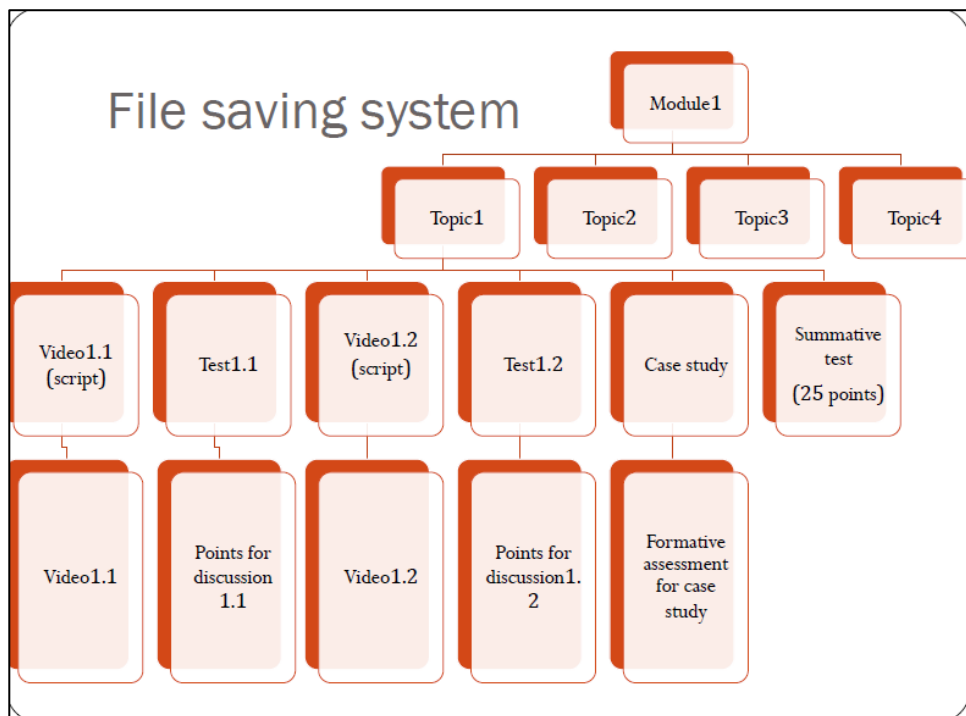 File saving system
Module1
Topic1
Topic2
Topic3
Topic4
Video1.1
(script)
Test1.1
Video1.2
(script)
Test1.2
Case study
Summative
test
(25 points)
Video1.1
Points for
discussion
1.1
Video1.2
Points for
discussion1.
2
Formative
assessment
for case
study